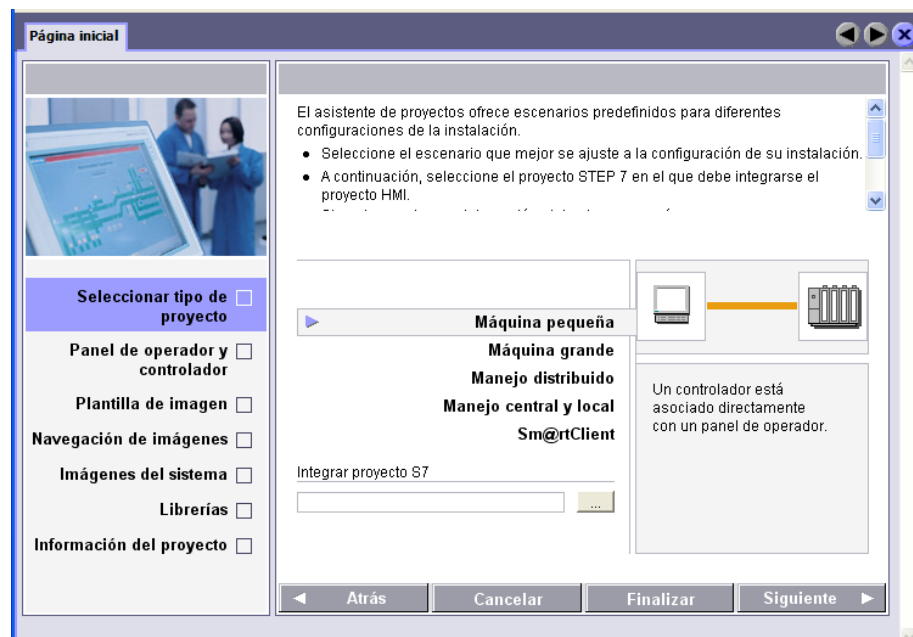 Página inicial
El asistente de proyectos ofrece escenarios predefinidos para diferentes
configuraciones de la instalación.
• Seleccione el escenario que mejor se ajuste a la configuración de su instalación.
• A continuación, seleccione el proyecto STEP 7 en el que debe integrarse el
proyecto HMI.
Seleccionar tipo de
proyecto
Panel de operador y
controlador
Plantilla de imagen
Navegación de imágenes
Imágenes del sistema
Librerías
Información del proyecto
Máquina pequeña
Máquina grande
Manejo distribuido
Manejo central y local
Sm@rtClient
Integrar proyecto S7
...
Un controlador está
asociado directamente
con un panel de operador.
Atrás
Cancelar
Finalizar
Siguiente